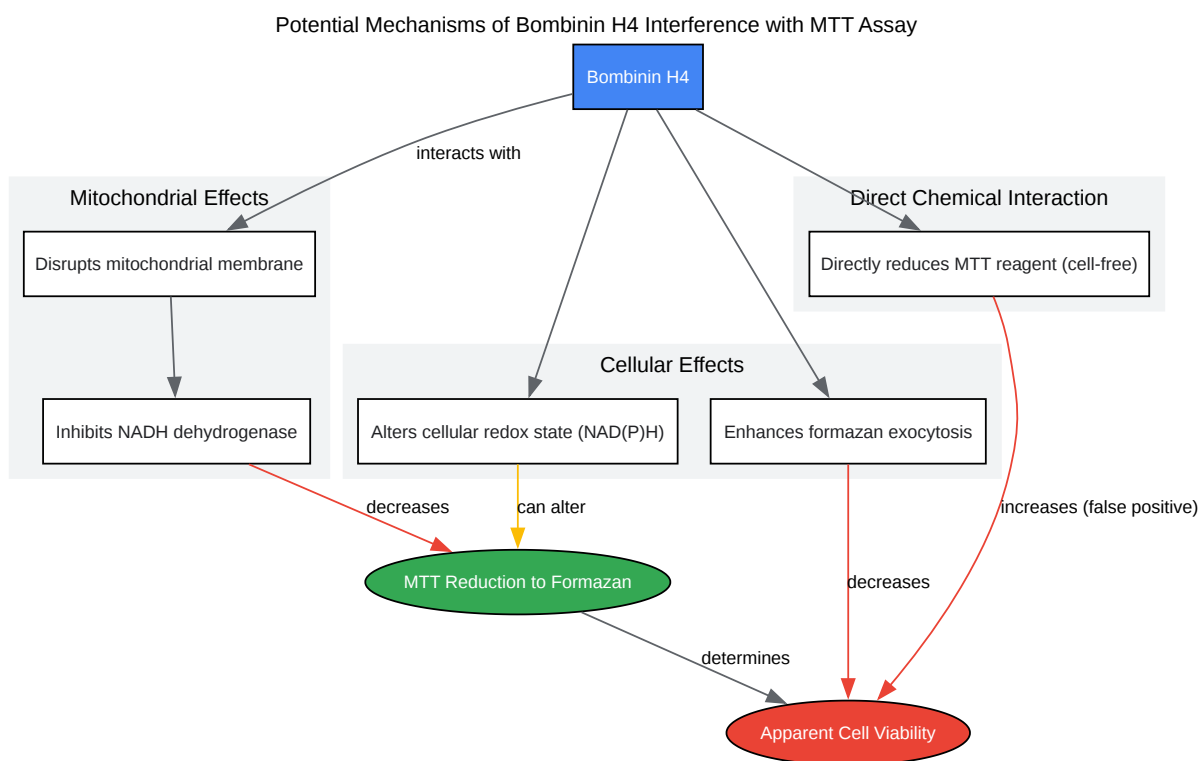 Potential Mechanisms of Bombinin H4 Interference with MTT Assay
Bombinin H4
interacts with
Mitochondrial Effects
Direct Chemical Interaction
Disrupts mitochondrial membrane
Directly reduces MTT reagent (cell-free)
Cellular Effects
Inhibits NADH dehydrogenase
Alters cellular redox state (NAD(P)H)
Enhances formazan exocytosis
decreases
can alter
increases (false positive)
MTT Reduction to Formazan
decreases
determines
Apparent Cell Viability